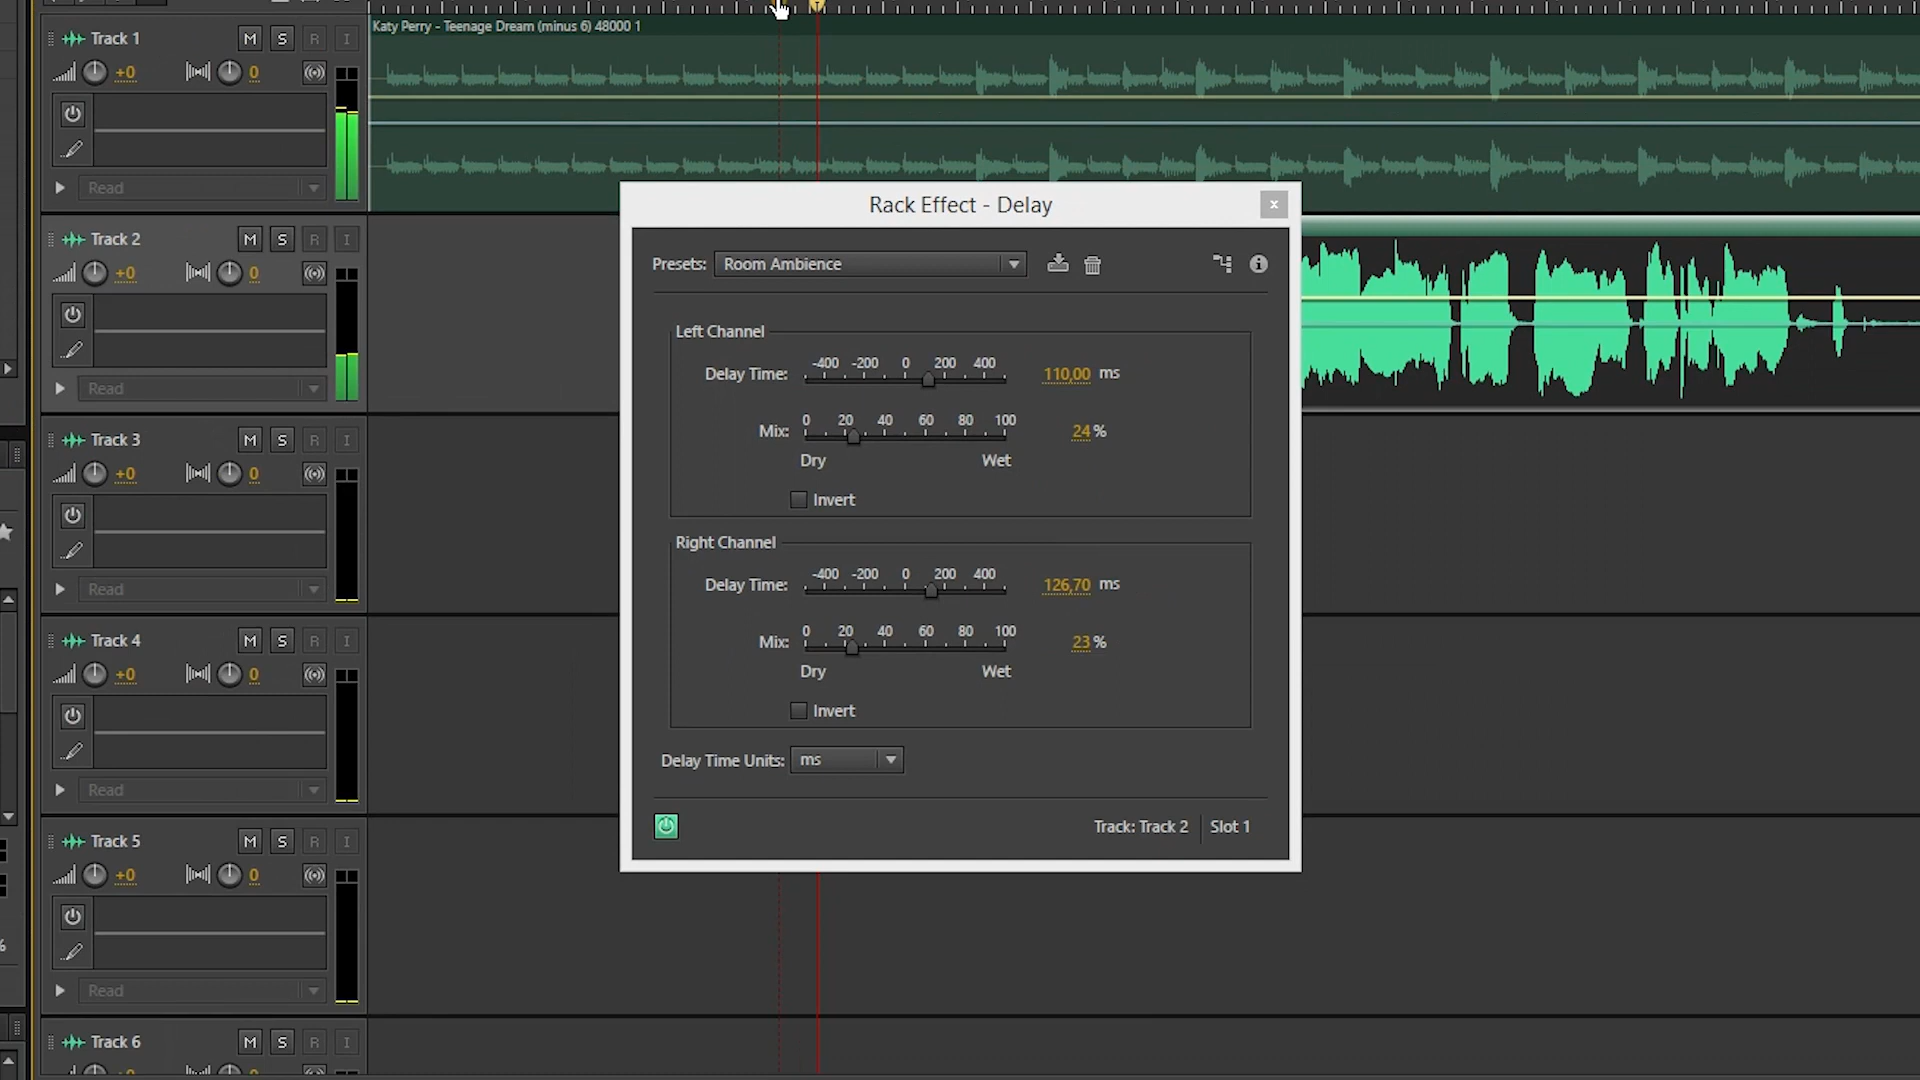 Katy Perry - Teenage Dream (minus 6) 48000 1
Track 1 M S R I
+0 0
Read
Track 2 M S R I
+0 0
Read
Track 3 M S R I
+0 0
Read
Track 4 M S R I
+0 0
Read
Track 5 M S R I
+0 0
Read
Track 6 M S R I
Rack Effect - Delay x
Presets: Room Ambience
Left Channel
-400 -200 0 200 400
Delay Time: 110,00 ms
0 20 40 60 80 100
Mix: 24 %
Dry Wet
Invert
Right Channel
-400 -200 0 200 400
Delay Time: 126,70 ms
0 20 40 60 80 100
Mix: 23 %
Dry Wet
Invert
Delay Time Units: ms
Track: Track 2 Slot 1